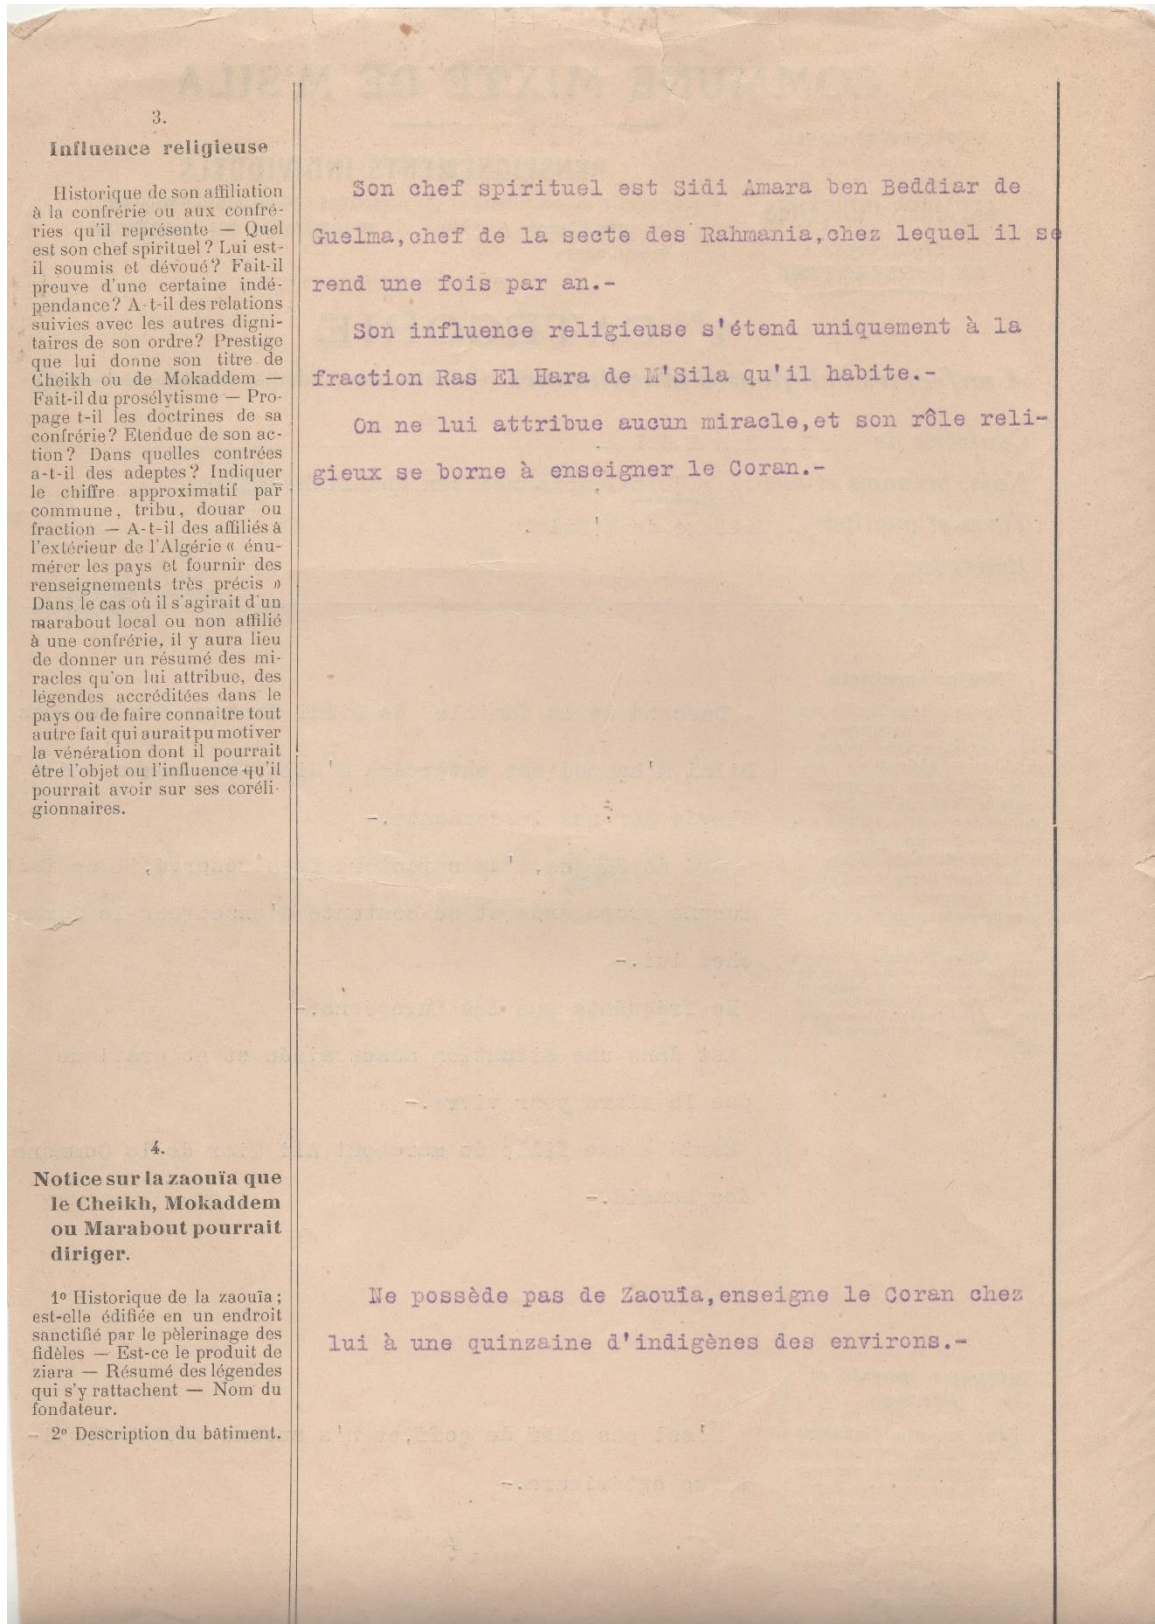 3.
Influence religieuse
Historique de son affiliation
à la confrérie ou aux confré-
ries qu'il représente — Quel
est son chef spirituel ? Lui est-
il soumis et dévoué? Fait-il
preuve d'une certaine indé-
pendance? A-t-il des relations
suivies avec les autres digni-
taires de son ordre? Prestige
que lui donne son titre de
Cheikh ou de Mokaddem —
Fait-il du prosélytisme — Pro-
page t-il les doctrines de sa
confrérie? Etendue de son ac-
tion? Dans quelles contrées
a-t-il des adeptes? Indiquer
le chiffre approximatif par
commune, tribu, douar ou
fraction — A-t-il des affiliés à
l'extérieur de l'Algérie « énu-
mérer les pays et fournir des
renseignements très précis »
Dans le cas où il s'agirait d'un
marabout local ou non affilié
à une confrérie, il y aura lieu
de donner un résumé des mi-
racles qu'on lui attribue, des
légendes accréditées dans le
pays ou de faire connaitre tout
autre fait qui aurait pu motiver
la vénération dont il pourrait
être l'objet ou l'influence qu'il
pourrait avoir sur ses coréli-
gionnaires.
Son chef spirituel est Sidi Amara ben Beddiar de
Guelma,chef de la secte des Rahmania,chez lequel il se
rend une fois par an.-
Son influence religieuse s'étend uniquement à la
fraction Ras El Hara de M'Sila qu'il habite.-
On ne lui attribue aucun miracle,et son rôle reli-
gieux se borne à enseigner le Coran.-
4.
Notice sur la zaouïa que
le Cheikh, Mokaddem
ou Marabout pourrait
diriger.
1º Historique de la zaouïa ;
est-elle édifiée en un endroit
sanctifié par le pèlerinage des
fidèles — Est-ce le produit de
ziara — Résumé des légendes
qui s'y rattachent — Nom du
fondateur.
2º Description du bâtiment.
Ne possède pas de Zaouïa,enseigne le Coran chez
lui à une quinzaine d'indigènes des environs.-